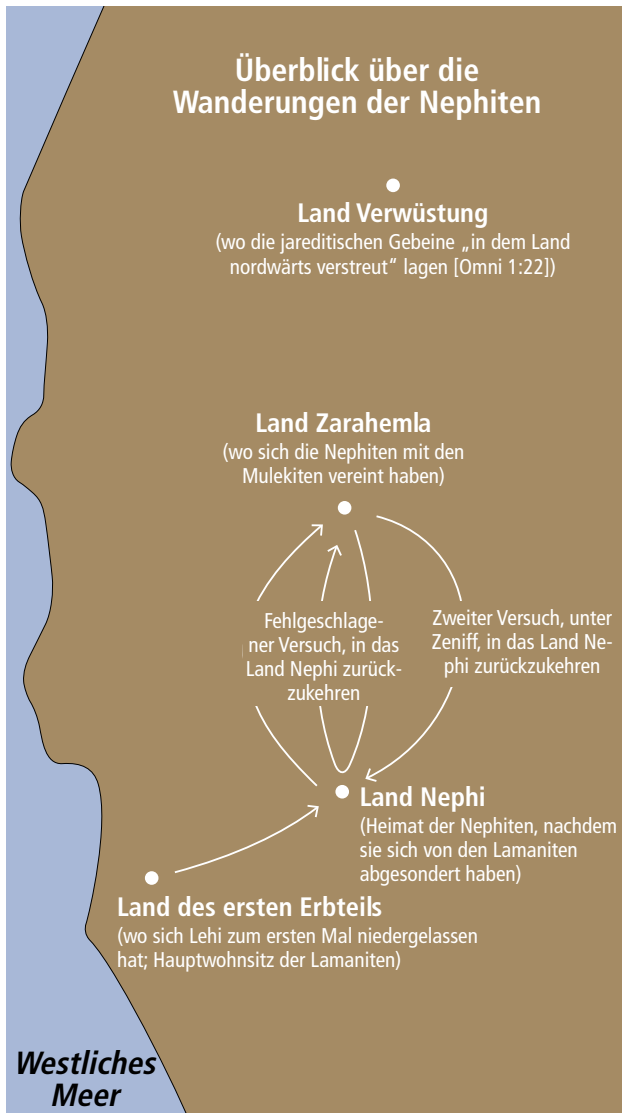 Überblick über die
Wanderungen der Nephiten
Land Verwüstung
(wo die jareditischen Gebeine „in dem Land
nordwärts verstreut“ lagen [Omni 1:22])
Land Zarahemla
(wo sich die Nephiten mit den
Mulekiten vereint haben)
Fehlgeschlage-
ner Versuch, in das
Land Nephi zurück-
zukehren
Zweiter Versuch, unter
Zeniff, in das Land Ne-
phi zurückzukehren
Land Nephi
(Heimat der Nephiten, nachdem
sie sich von den Lamaniten
abgesondert haben)
Land des ersten Erbteils
(wo sich Lehi zum ersten Mal niedergelassen
hat; Hauptwohnsitz der Lamaniten)
Westliches
Meer